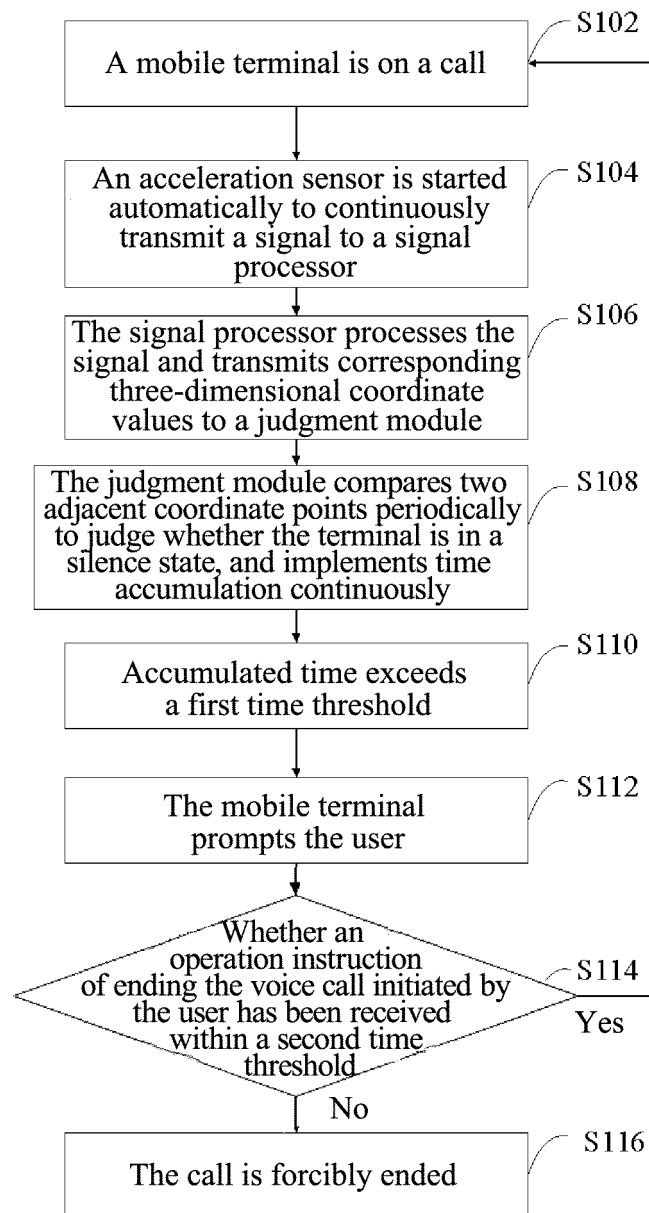 S102
A mobile terminal is on a call
S104
An acceleration sensor is started
automatically to continuously
transmit a signal to a signal
processor
S106
The signal processor processes the
signal and transmits corresponding
three-dimensional coordinate
values to a judgment module
S108
The judgment module compares two
adjacent coordinate points periodically
to judge whether the terminal is in a
silence state, and implements time
accumulation continuously
S110
Accumulated time exceeds
a first time threshold
S112
The mobile terminal
prompts the user
S114
Whether an
operation instruction
of ending the voice call initiated by
the user has been received
within a second time
threshold
Yes
No
S116
The call is forcibly ended